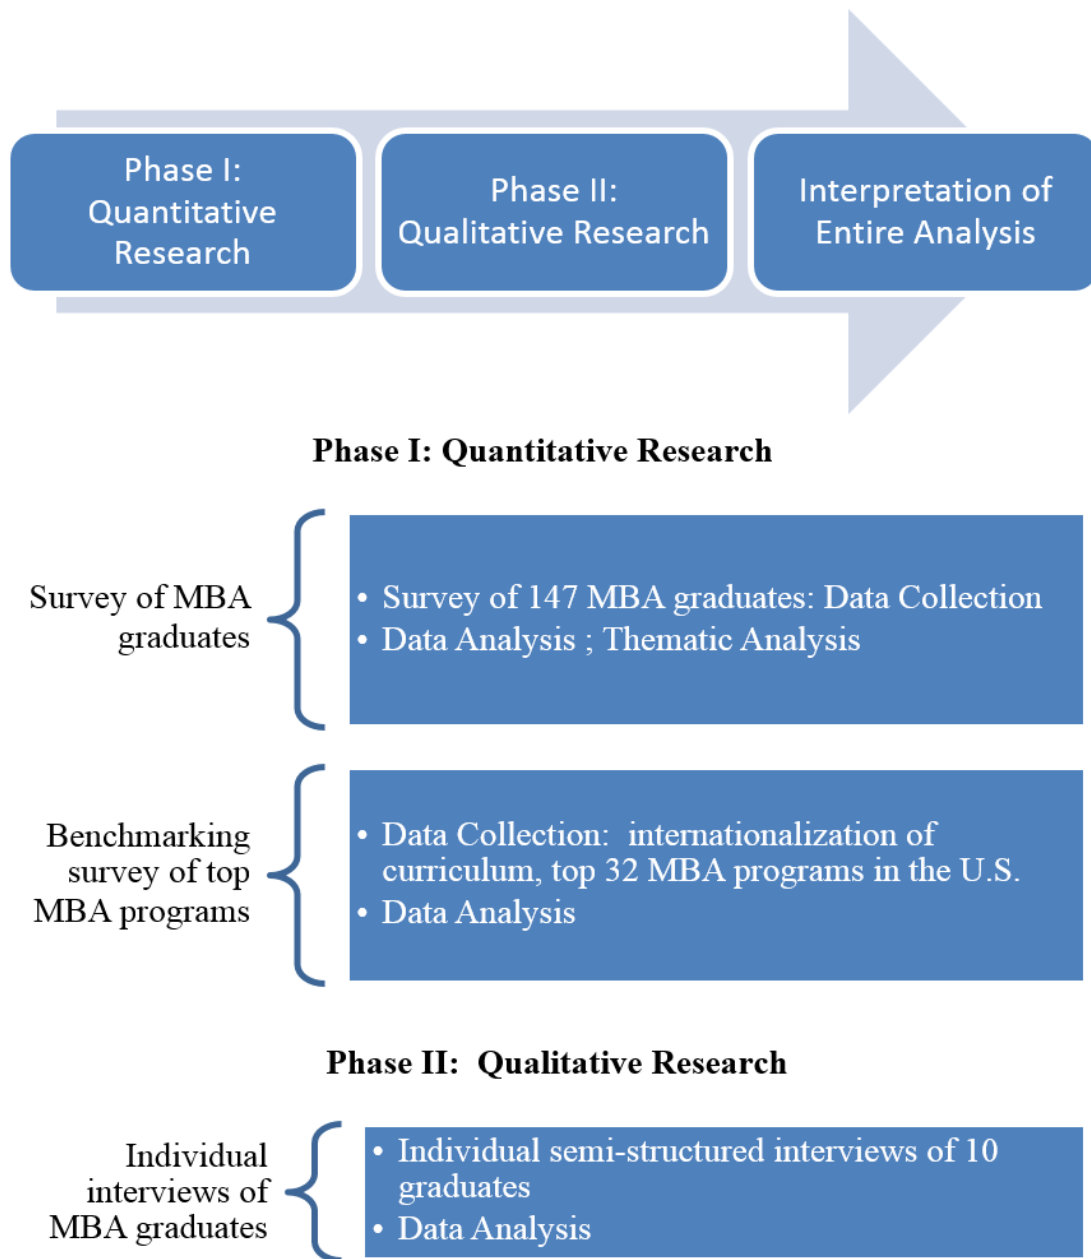 Phase I:
Quantitative
Research
Phase II:
Qualitative Research
Interpretation of
Entire Analysis
Phase I: Quantitative Research
Survey of MBA
graduates
• Survey of 147 MBA graduates: Data Collection
• Data Analysis ; Thematic Analysis
Benchmarking
survey of top
MBA programs
• Data Collection:  internationalization of
curriculum, top 32 MBA programs in the U.S.
• Data Analysis
Phase II:  Qualitative Research
Individual
interviews of
MBA graduates
• Individual semi-structured interviews of 10
graduates
• Data Analysis